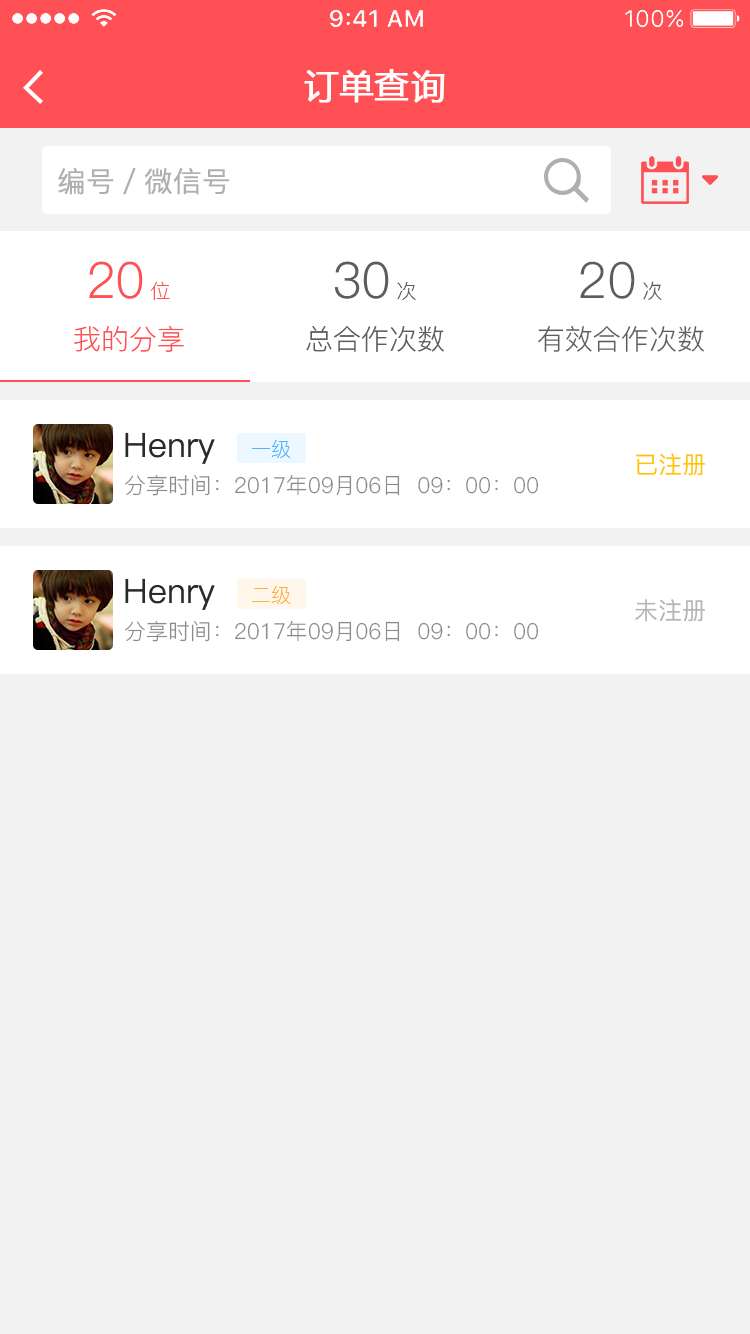 9:41 AM 100%
订单查询
编号 / 微信号
20 位 30 次 20 次
我的分享 总合作次数 有效合作次数
Henry 一级
分享时间：2017年09月06日 09：00：00
已注册
Henry 二级
分享时间：2017年09月06日 09：00：00
未注册